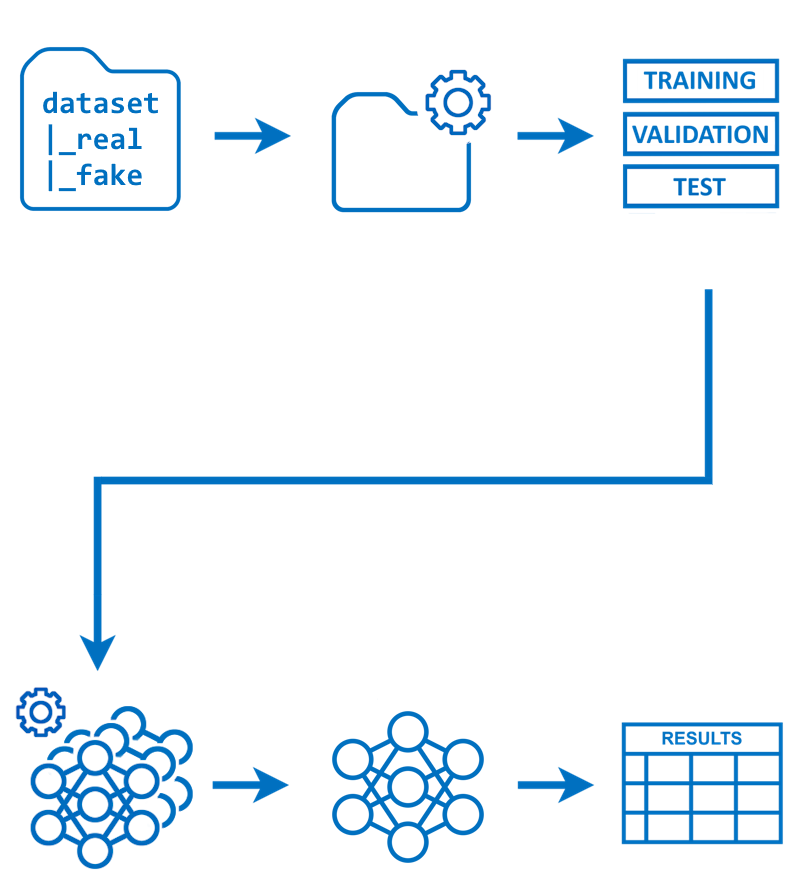 dataset
|_real
|_fake
TRAINING
VALIDATION
TEST
RESULTS